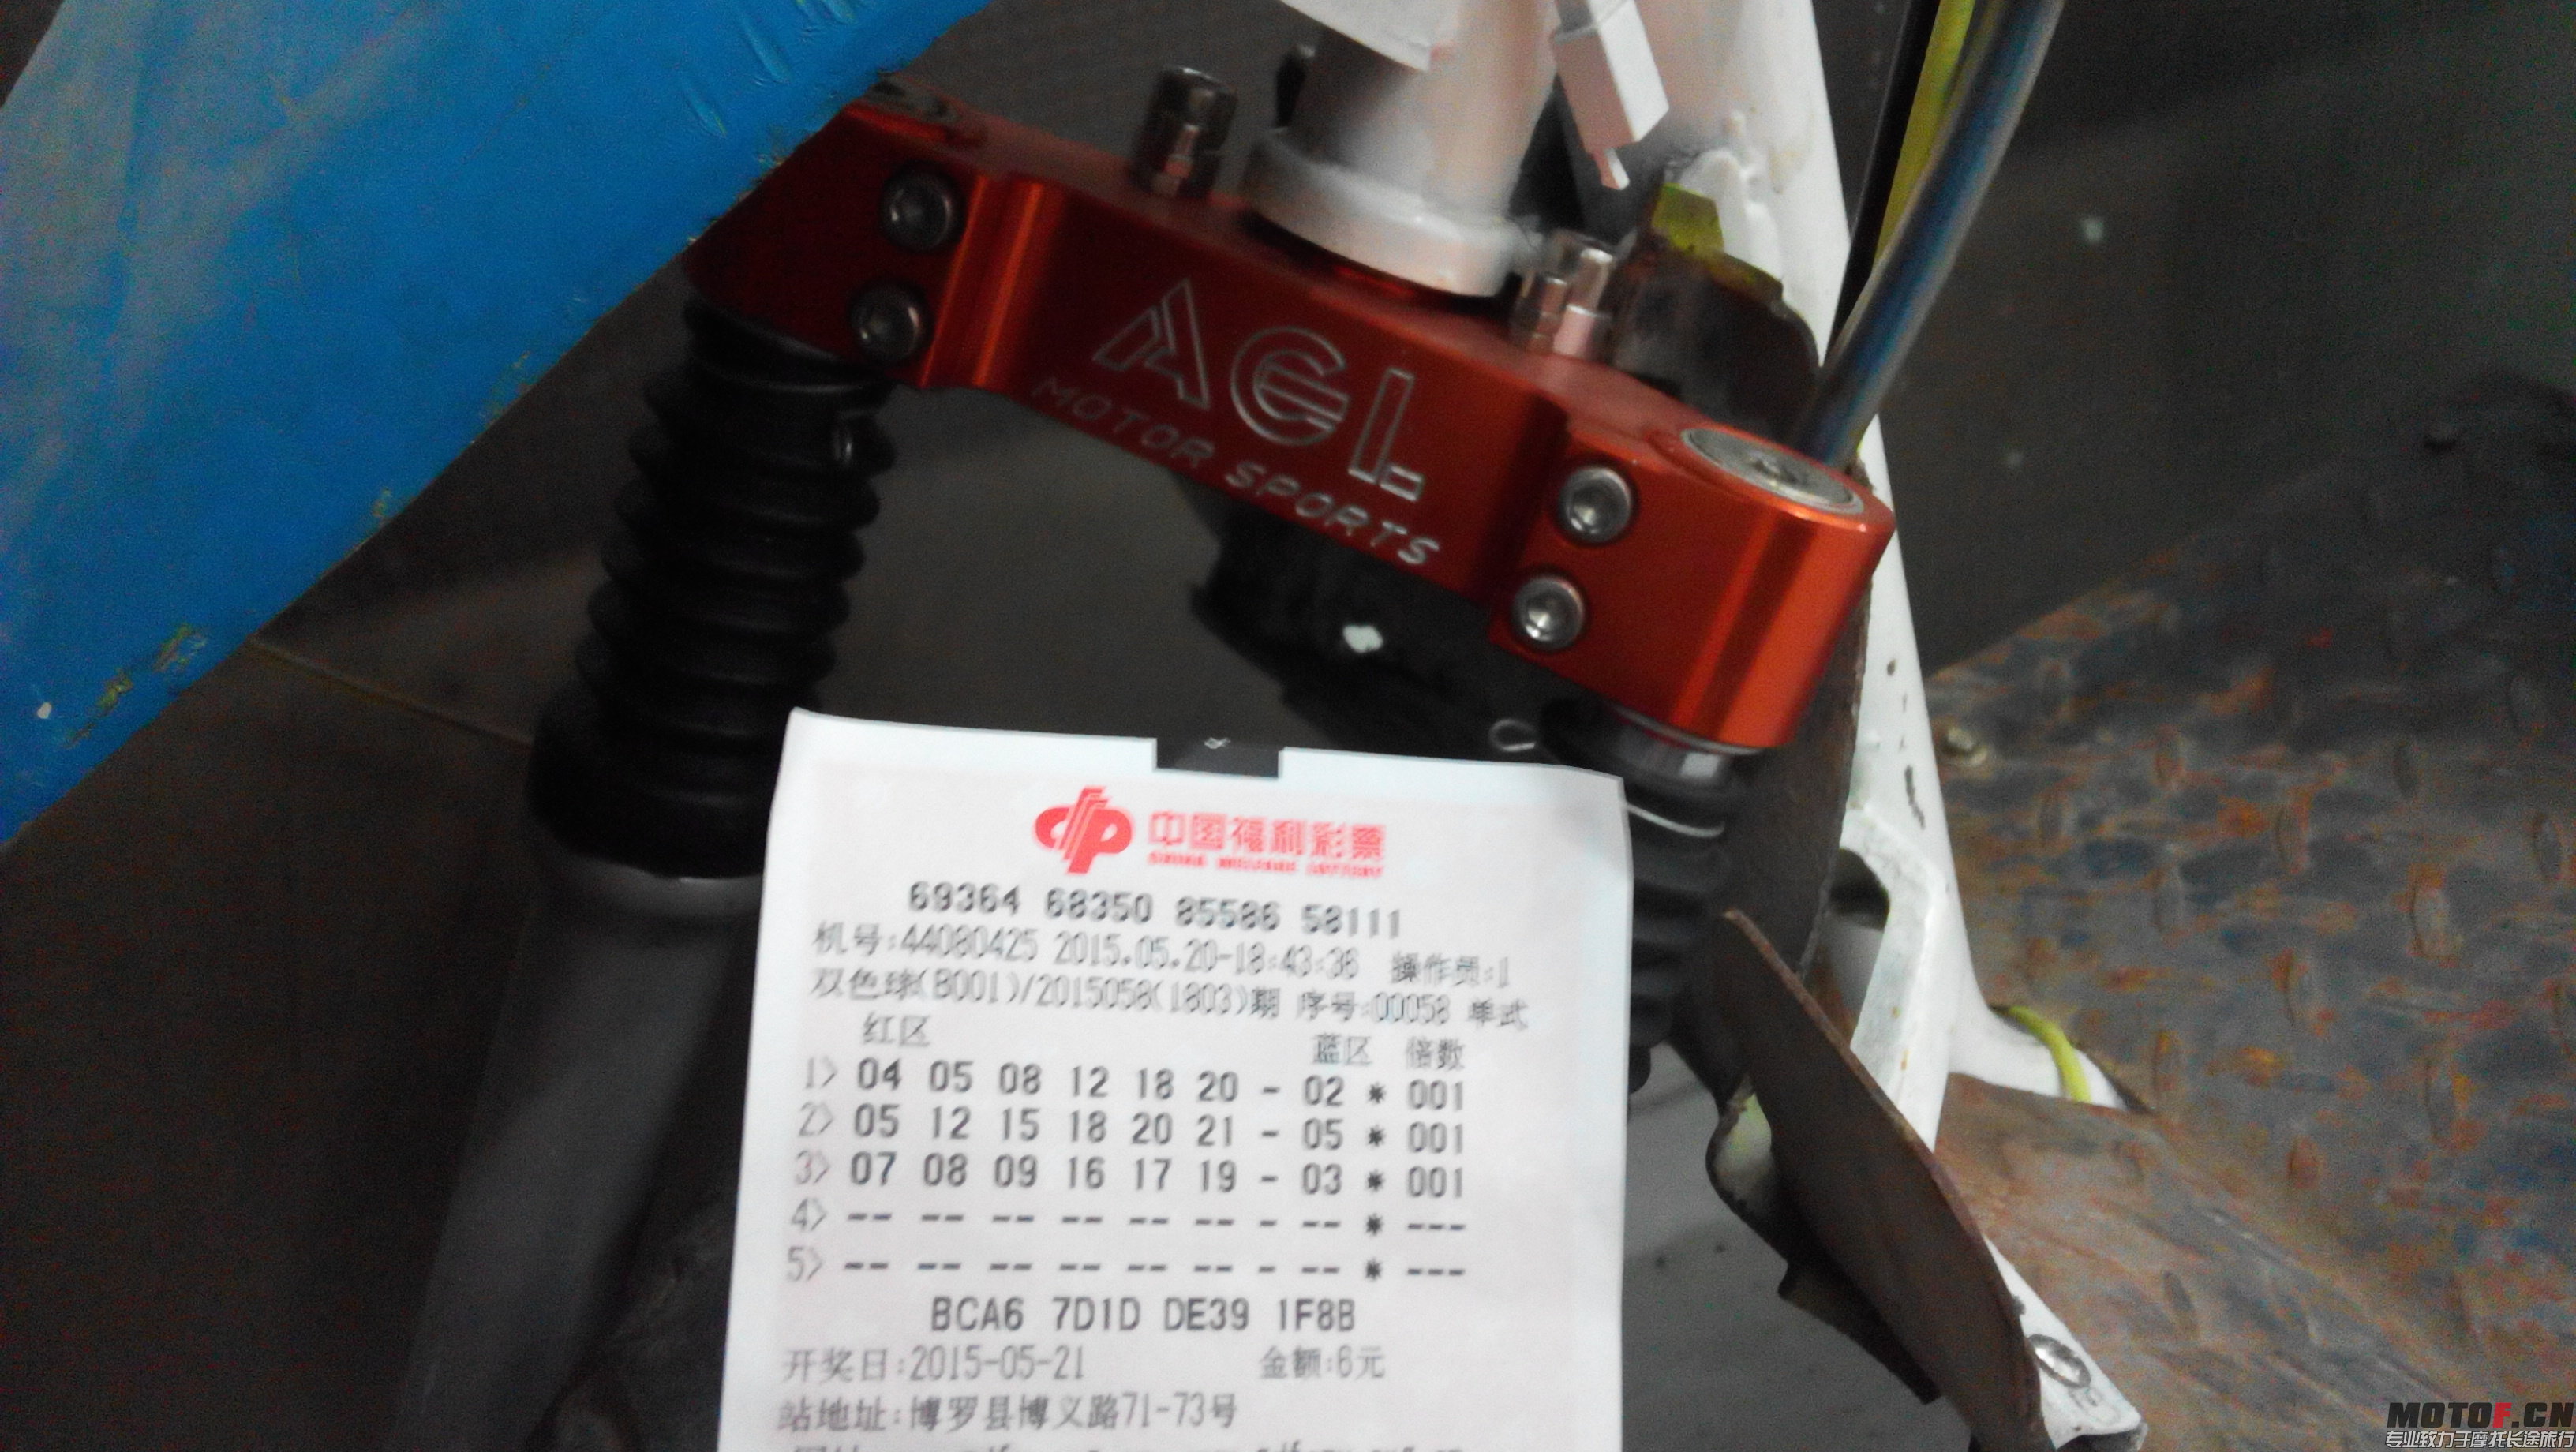 AGL
MOTOR SPORTS
中国福利彩票
CHINA WELFARE LOTTERY
69364 68350 85586 58111
机号:44080425 2015.05.20-18:43:36 操作员:1
双色球(B001)/2015058(1803)期 序号:00058 单式
红区 蓝区 倍数
1> 04 05 08 12 18 20 - 02 * 001
2> 05 12 15 18 20 21 - 05 * 001
3> 07 08 09 16 17 19 - 03 * 001
4> -- -- -- -- -- -- - -- * ---
5> -- -- -- -- -- -- - -- * ---
BCA6 7D1D DE39 1F8B
开奖日:2015-05-21 金额:6元
站地址:博罗县博义路71-73号
MOTOF.CN
专业致力于摩托长途旅行